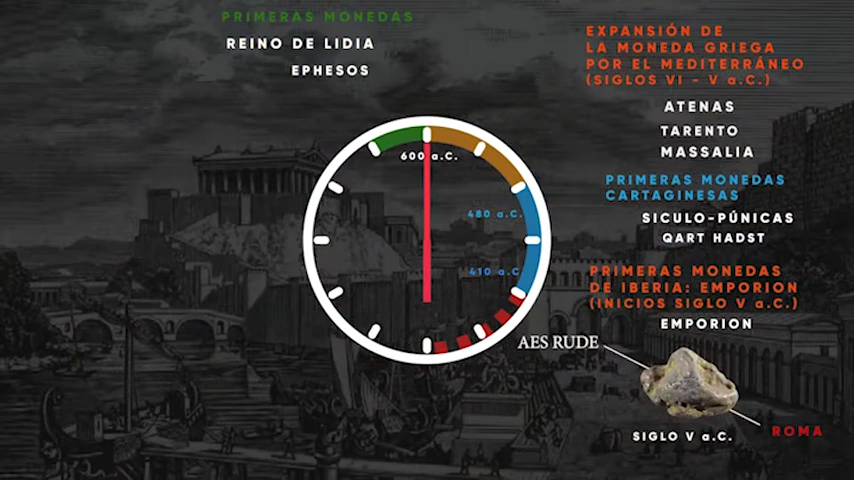 PRIMERAS MONEDAS
REINO DE LIDIA
EPHESOS
EXPANSIÓN DE
LA MONEDA GRIEGA
POR EL MEDITERRÁNEO
(SIGLOS VI - V a.C.)
ATENAS
TARENTO
MASSALIA
600 a.C.
PRIMERAS MONEDAS
CARTAGINESAS
SICULO-PÚNICAS
480 a.C.
QART HADST
410 a.C
PRIMERAS MONEDAS
DE IBERIA: EMPORION
(INICIOS SIGLO V a.C.)
EMPORION
AES RUDE
SIGLO V a.C.
ROMA